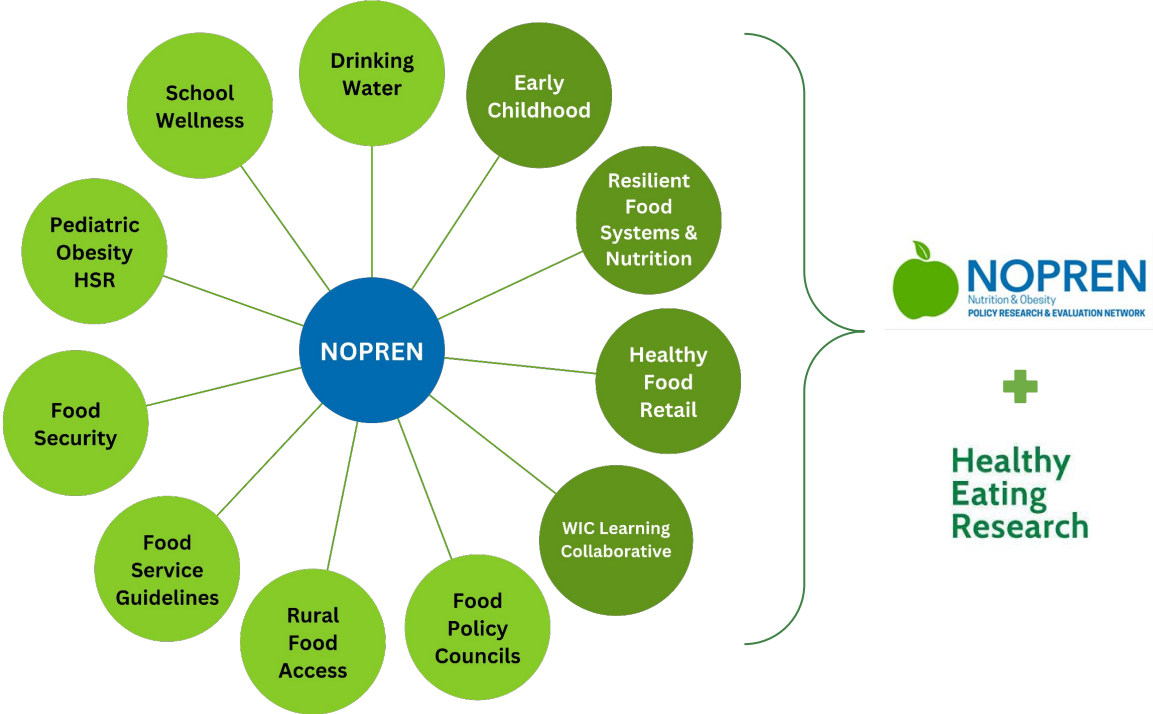 Drinking
Water
Early
Childhood
Resilient
Food
Systems &
Nutrition
Healthy
Food
Retail
WIC Learning
Collaborative
Food
Policy
Councils
Rural
Food
Access
Food
Service
Guidelines
Food
Security
Pediatric
Obesity
HSR
School
Wellness
NOPREN
NOPREN
Nutrition & Obesity
POLICY RESEARCH & EVALUATION NETWORK
Healthy
Eating
Research